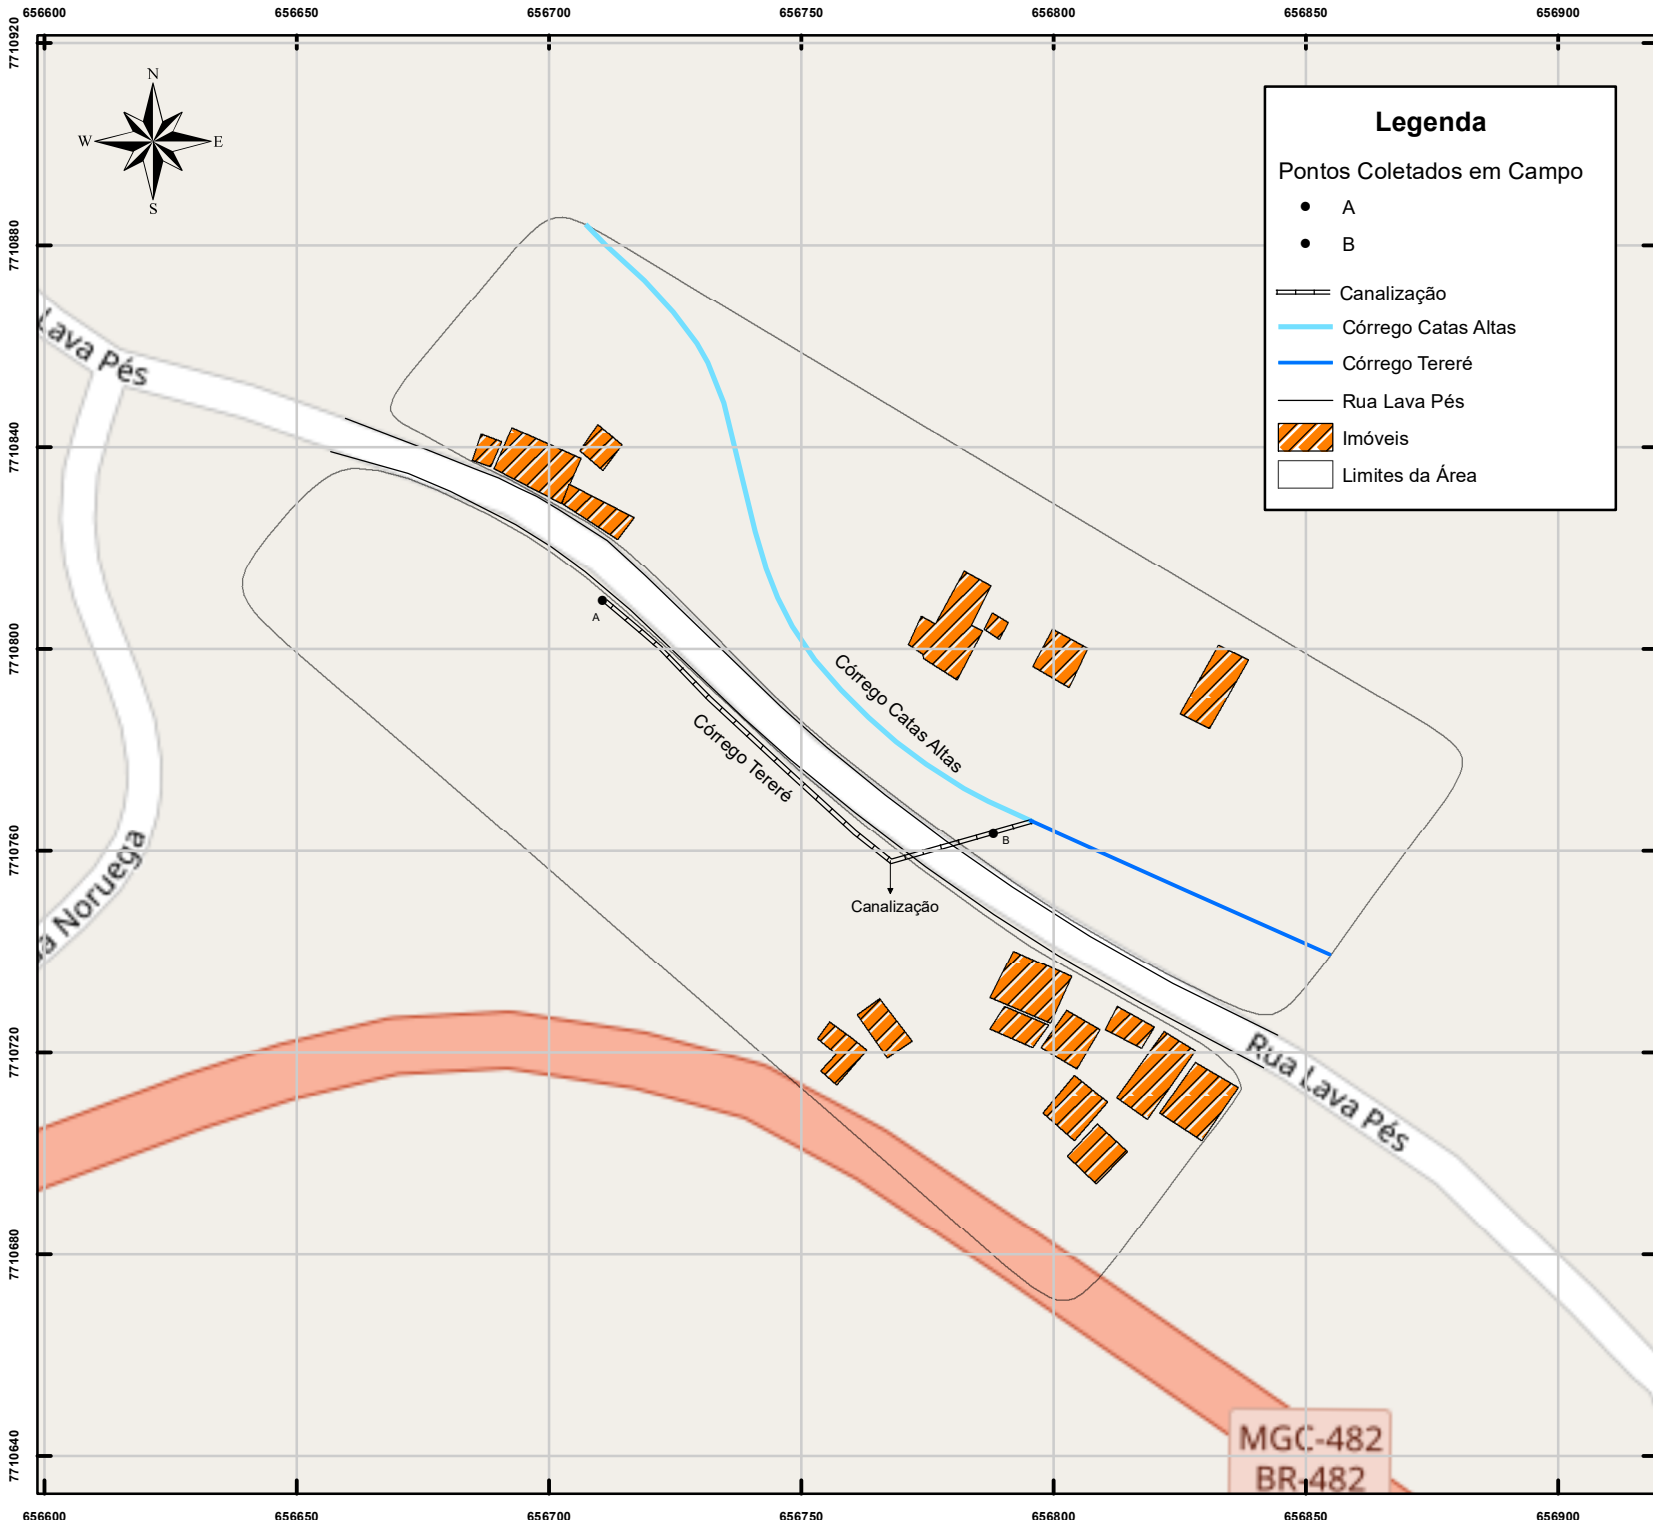 656600 656650 656700 656750 656800 656850 656900
7710920
7710880
7710840
7710800
7710760
7710720
7710680
7710640
N
W E
S
Legenda
Pontos Coletados em Campo
A
B
Canalização
Córrego Catas Altas
Córrego Tereré
Rua Lava Pés
Imóveis
Limites da Área
Lava Pés
A
Córrego Catas Altas
Córrego Tereré
B
Canalização
a Noruega
Rua Lava Pés
MGC-482
BR-482
656600 656650 656700 656750 656800 656850 656900